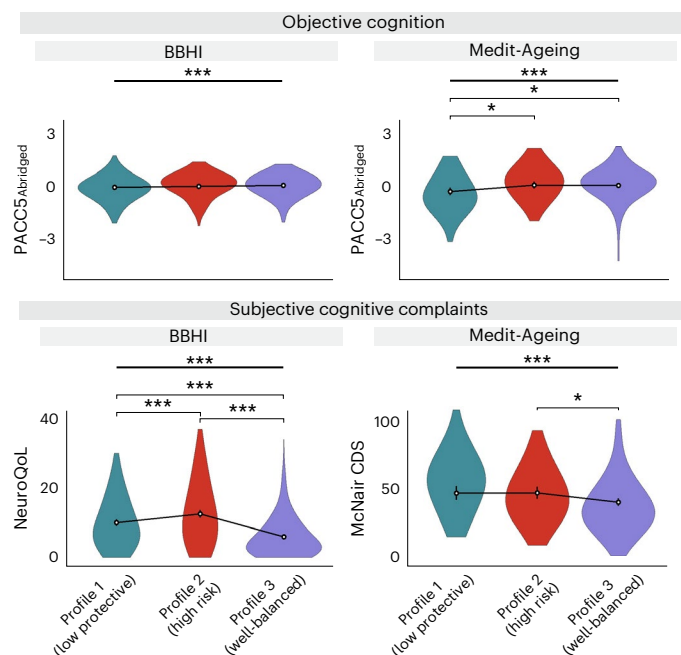 Objective cognition
BBHI
Medit-Ageing
***
***
*
*
3
0
−3
PACC5Abridged
3
0
−3
PACC5Abridged
Subjective cognitive complaints
BBHI
Medit-Ageing
***
***
***
***
***
*
40
20
0
NeuroQoL
100
50
0
McNair CDS
Profile 1
(low protective)
Profile 2
(high risk)
Profile 3
(well-balanced)
Profile 1
(low protective)
Profile 2
(high risk)
Profile 3
(well-balanced)